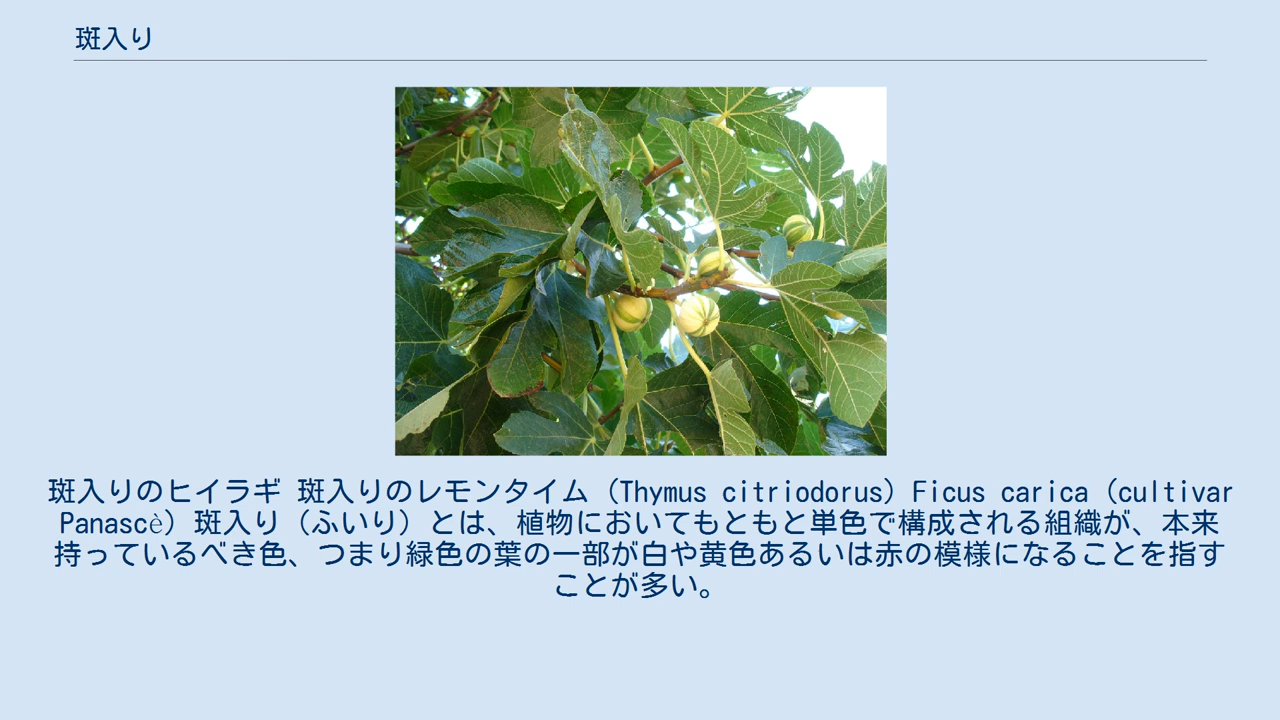 斑入り
斑入りのヒイラギ 斑入りのレモンタイム（Thymus citriodorus）Ficus carica（cultivar
Panascè）斑入り（ふいり）とは、植物においてもともと単色で構成される組織が、本来
持っているべき色、つまり緑色の葉の一部が白や黄色あるいは赤の模様になることを指す
ことが多い。